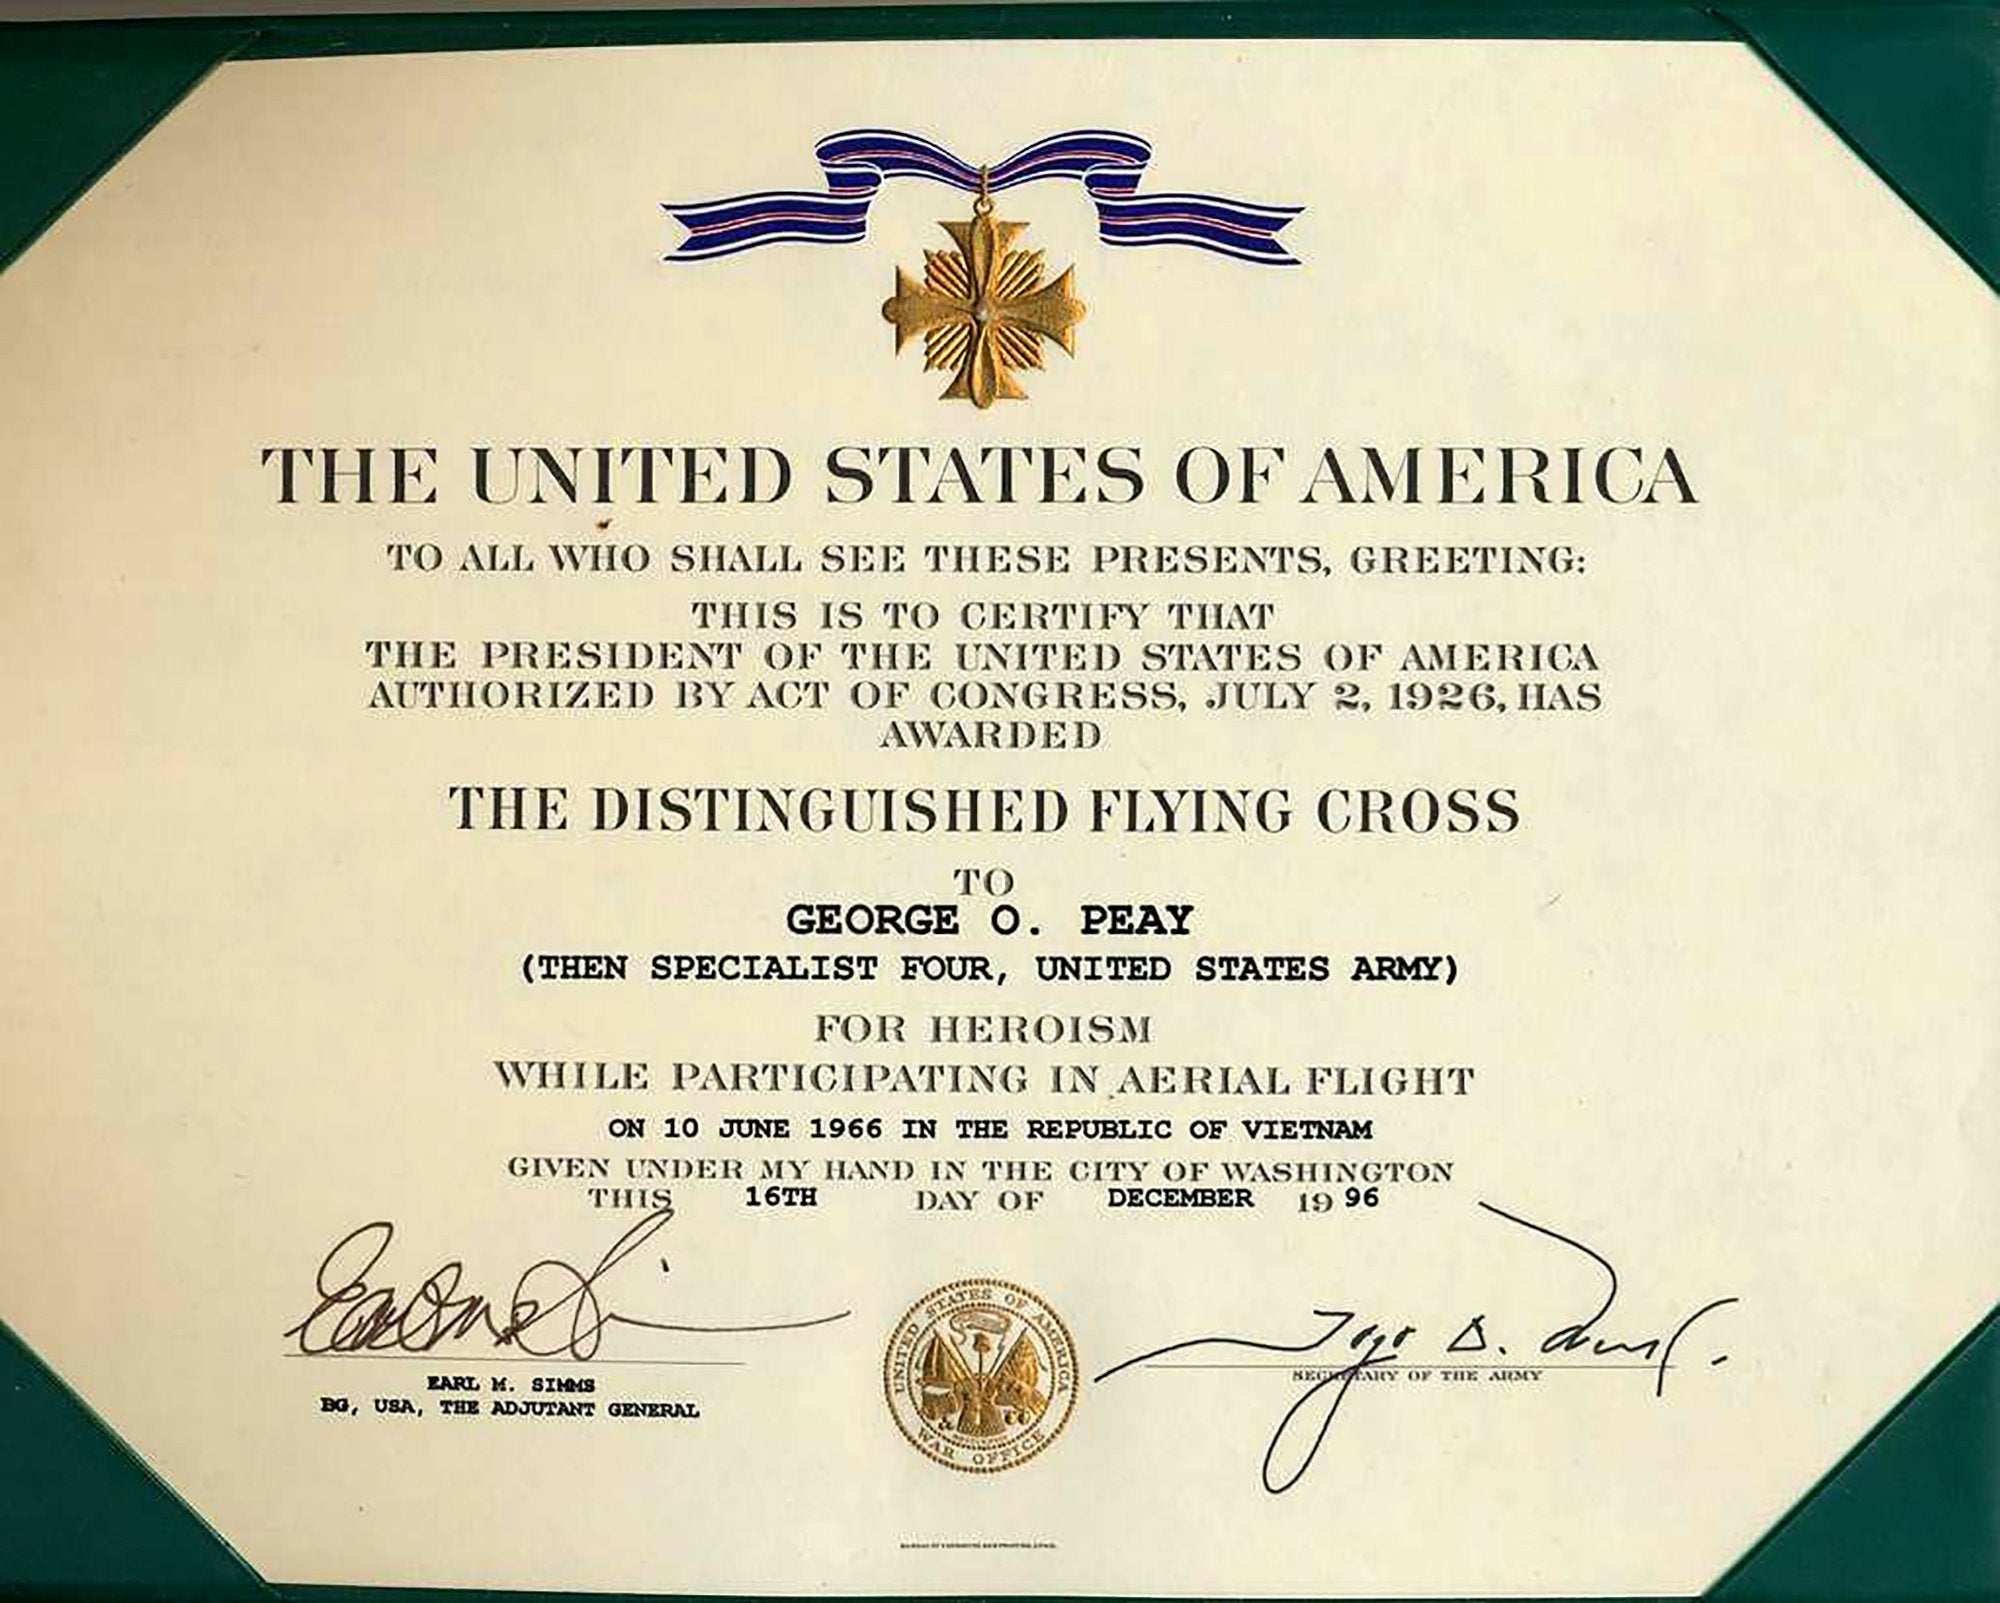 THE UNITED STATES OF AMERICA
TO ALL WHO SHALL SEE THESE PRESENTS, GREETING:
THIS IS TO CERTIFY THAT
THE PRESIDENT OF THE UNITED STATES OF AMERICA
AUTHORIZED BY ACT OF CONGRESS, JULY 2, 1926, HAS
AWARDED
THE DISTINGUISHED FLYING CROSS
TO
GEORGE O. PEAY
(THEN SPECIALIST FOUR, UNITED STATES ARMY)
FOR HEROISM
WHILE PARTICIPATING IN AERIAL FLIGHT
ON 10 JUNE 1966 IN THE REPUBLIC OF VIETNAM
GIVEN UNDER MY HAND IN THE CITY OF WASHINGTON
THIS 16TH DAY OF DECEMBER 19 96
EARL M. SIMMS
BG, USA, THE ADJUTANT GENERAL
UNITED STATES OF AMERICA
WAR OFFICE
Togo D.
SECRETARY OF THE ARMY